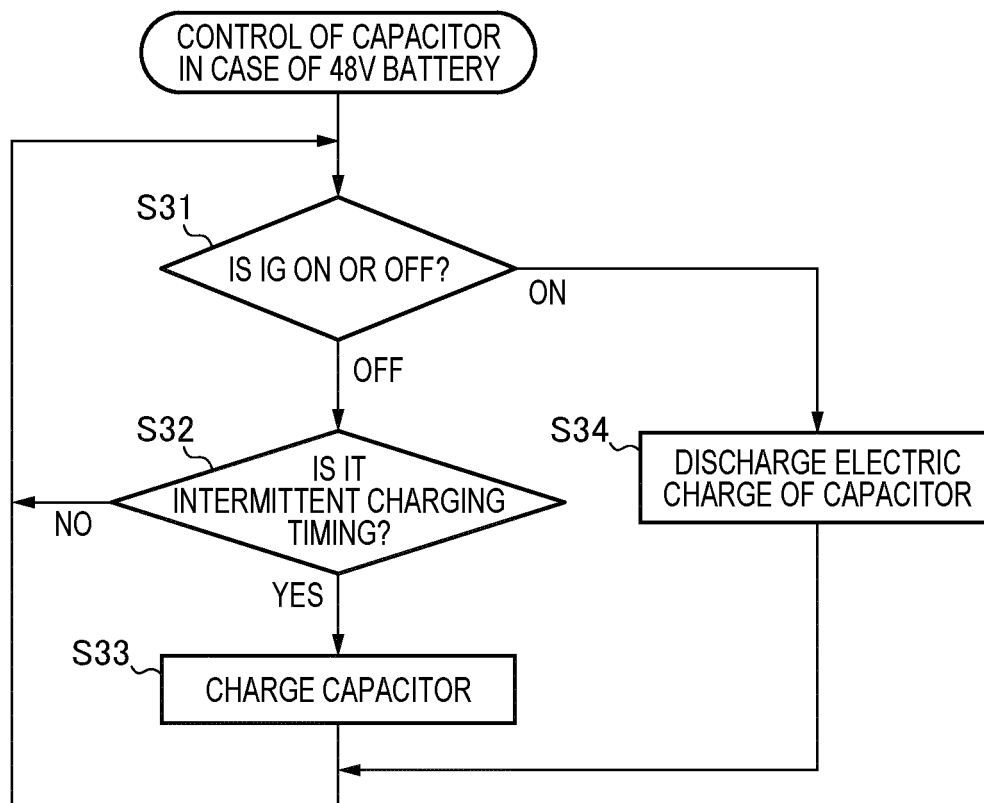 CONTROL OF CAPACITOR
IN CASE OF 48V BATTERY
S31
IS IG ON OR OFF?
ON
OFF
S32
IS IT
INTERMITTENT CHARGING
TIMING?
NO
YES
S34
DISCHARGE ELECTRIC
CHARGE OF CAPACITOR
S33
CHARGE CAPACITOR